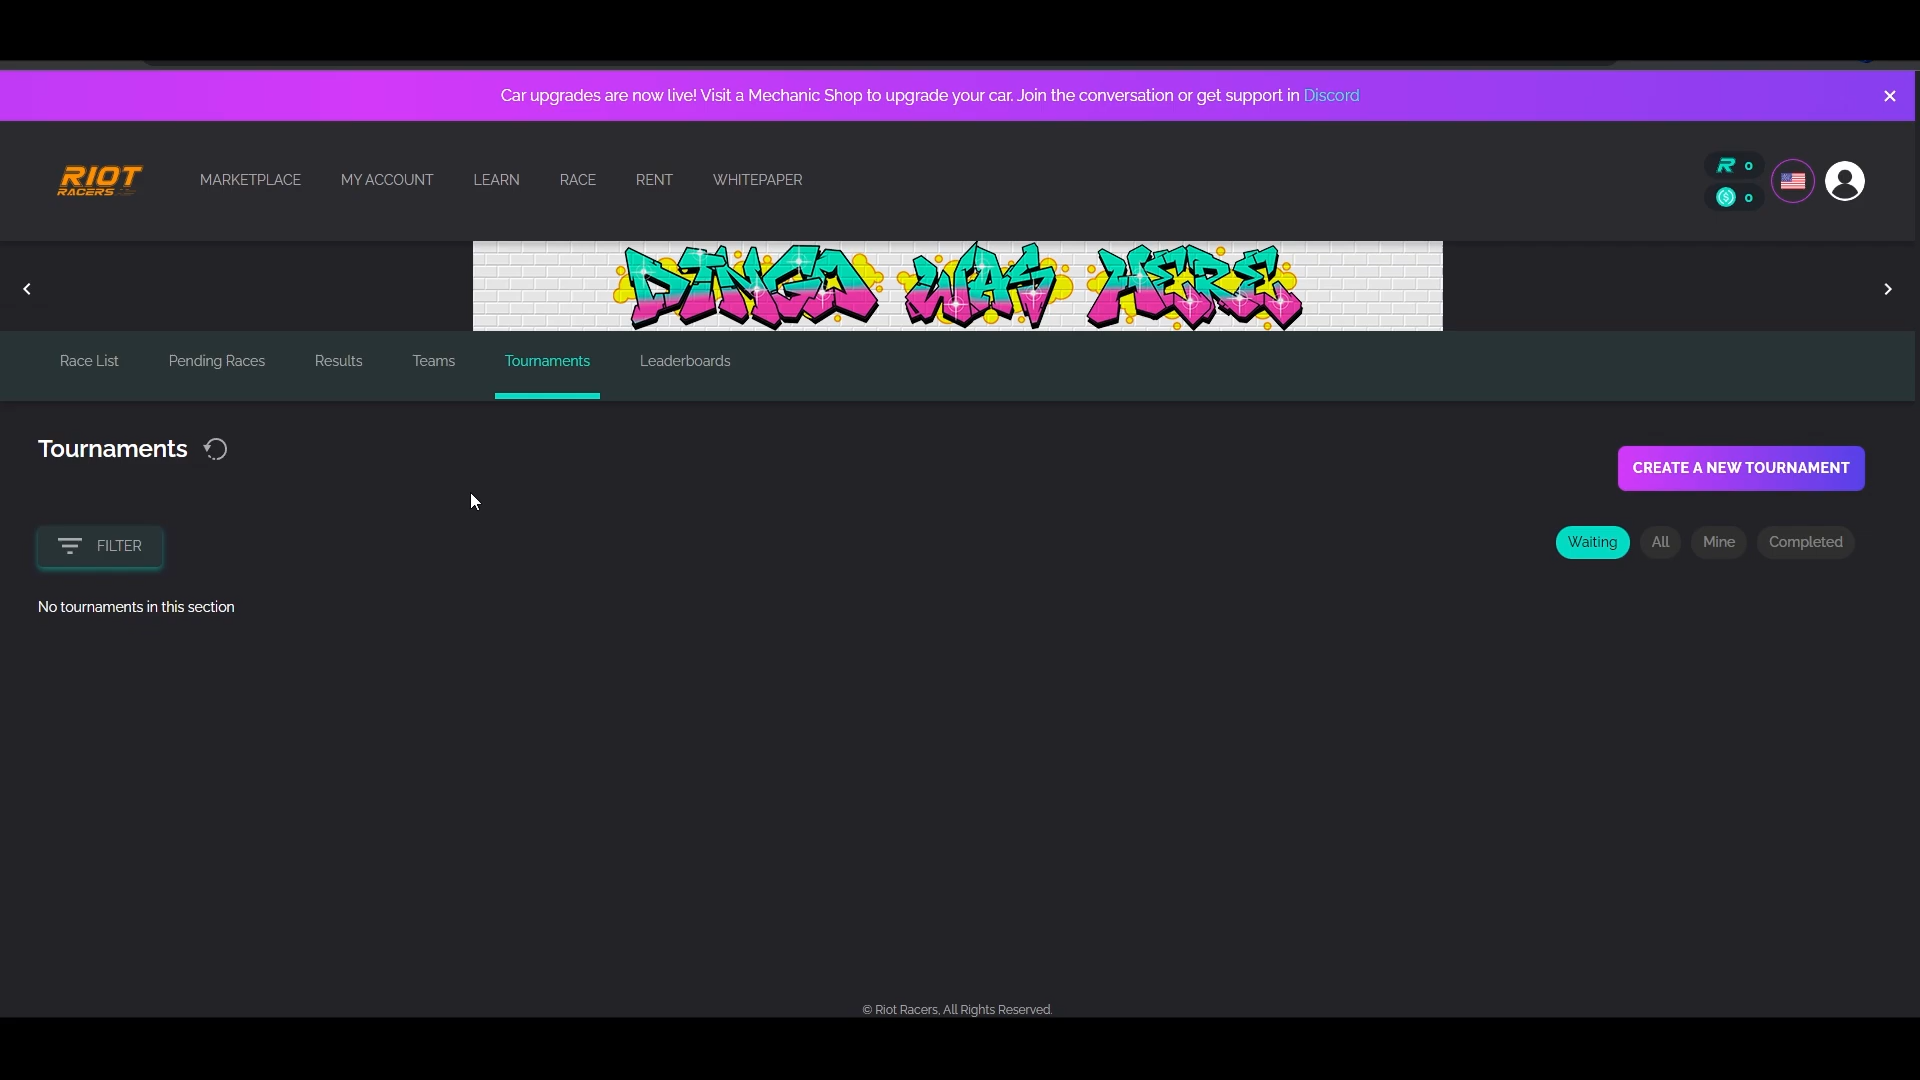 Car upgrades are now live! Visit a Mechanic Shop to upgrade your car. Join the conversation or get support in Discord
RIOT
RACERS
MARKETPLACE
MY ACCOUNT
LEARN
RACE
RENT
WHITEPAPER
R 0
$ 0
DINGO WAS HERE
Race List
Pending Races
Results
Teams
Tournaments
Leaderboards
Tournaments
CREATE A NEW TOURNAMENT
FILTER
Waiting
All
Mine
Completed
No tournaments in this section
© Riot Racers, All Rights Reserved.